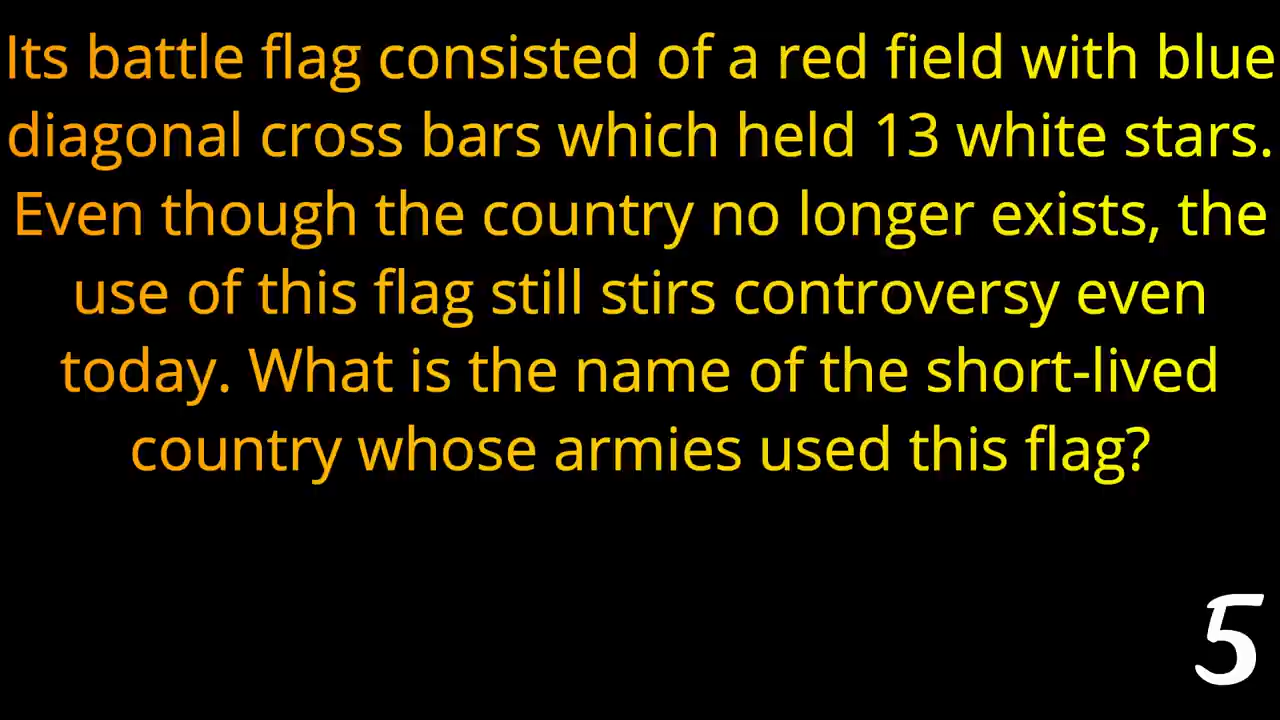 Its battle flag consisted of a red field with blue
diagonal cross bars which held 13 white stars.
Even though the country no longer exists, the
use of this flag still stirs controversy even
today. What is the name of the short-lived
country whose armies used this flag?
5